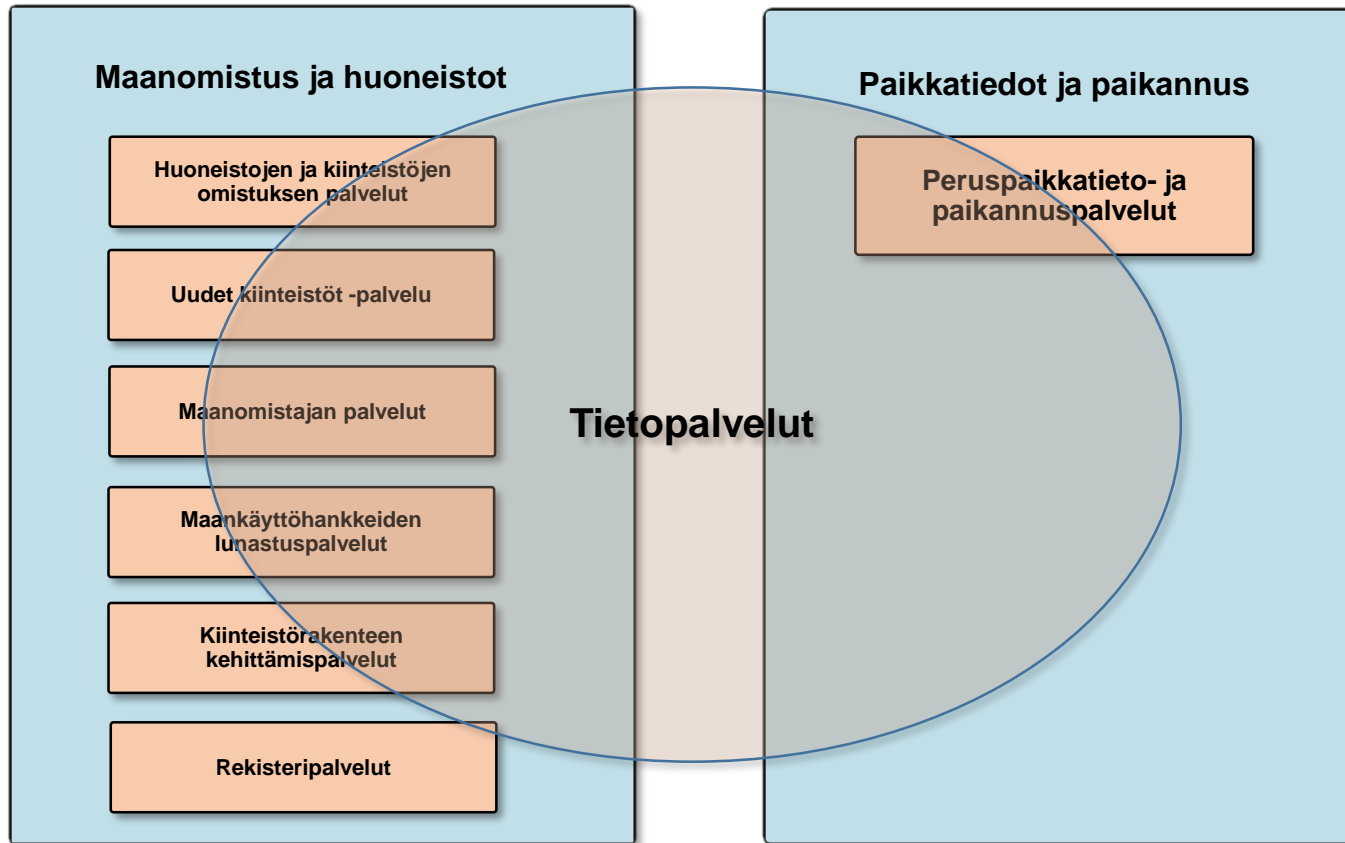 Maanomistus ja huoneistot
Huoneistojen ja kiinteistöjen
omistuksen palvelut
Uudet kiinteistöt -palvelu
Maanomistajan palvelut
Maankäyttöhankkeiden
lunastuspalvelut
Kiinteistörakenteen
kehittämispalvelut
Rekisteripalvelut
Tietopalvelut
Paikkatiedot ja paikannus
Peruspaikkatieto- ja
paikannuspalvelut